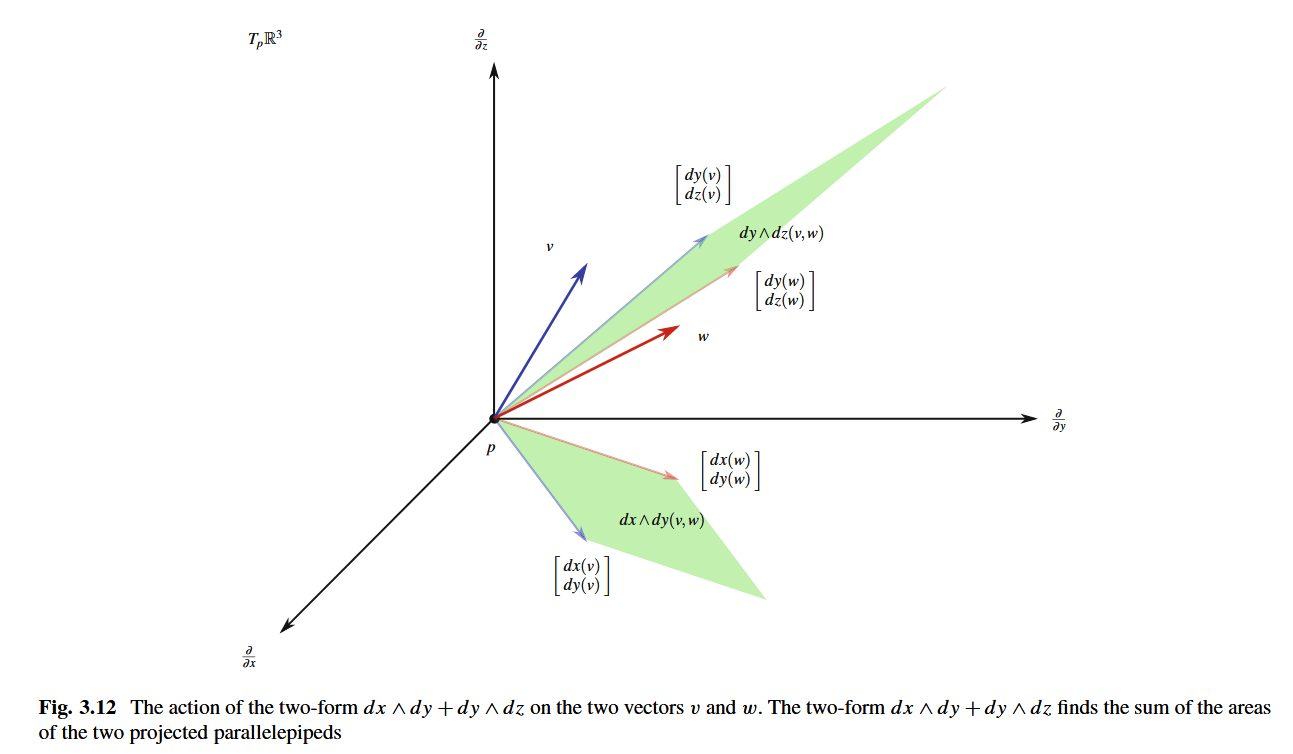 Tₚℝ³
∂/∂z
[dy(v)
dz(v)]
dy∧dz(v,w)
v
[dy(w)
dz(w)]
w
∂/∂y
p
[dx(w)
dy(w)]
dx∧dy(v,w)
[dx(v)
dy(v)]
∂/∂x
Fig. 3.12 The action of the two-form dx ∧ dy + dy ∧ dz on the two vectors v and w. The two-form dx ∧ dy + dy ∧ dz finds the sum of the areas
of the two projected parallelepipeds